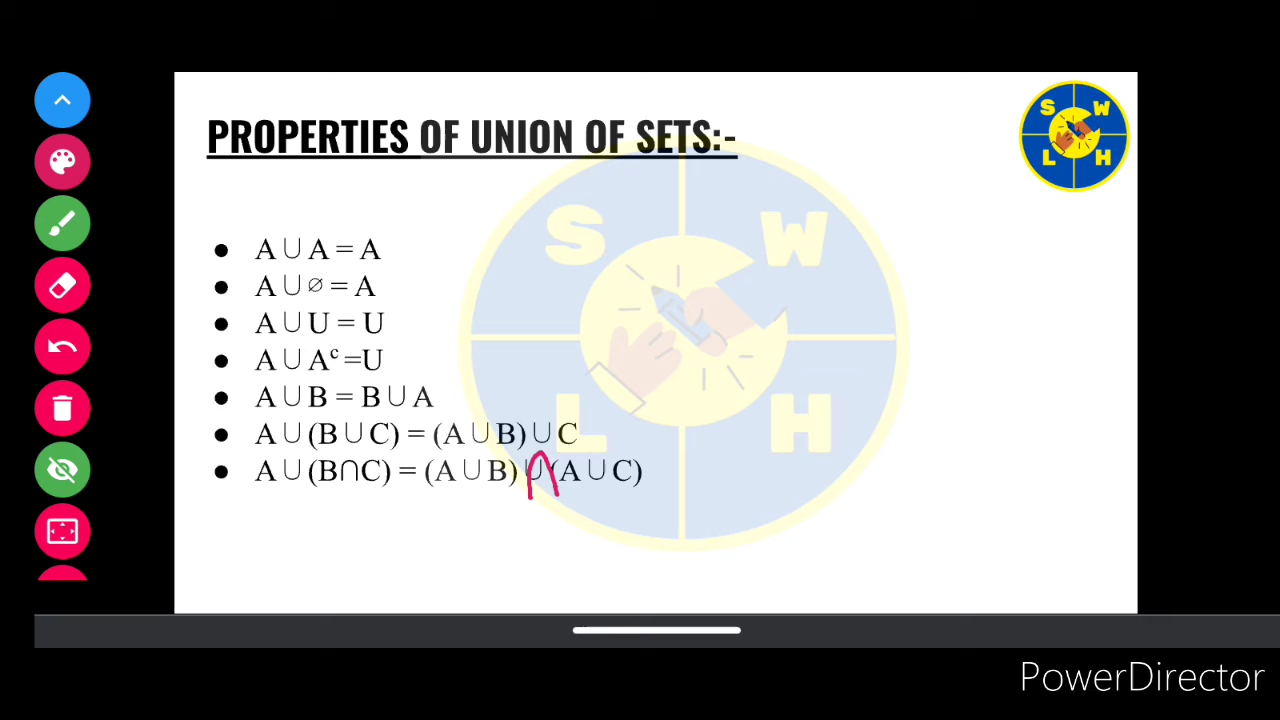 S W
L H
PROPERTIES OF UNION OF SETS:-
S W
L H
● A ∪ A = A
● A ∪ ∅ = A
● A ∪ U = U
● A ∪ Aᶜ =U
● A ∪ B = B ∪ A
● A ∪ (B ∪ C) = (A ∪ B) ∪ C
● A ∪ (B∩C) = (A ∪ B) ∩ (A ∪ C)
PowerDirector